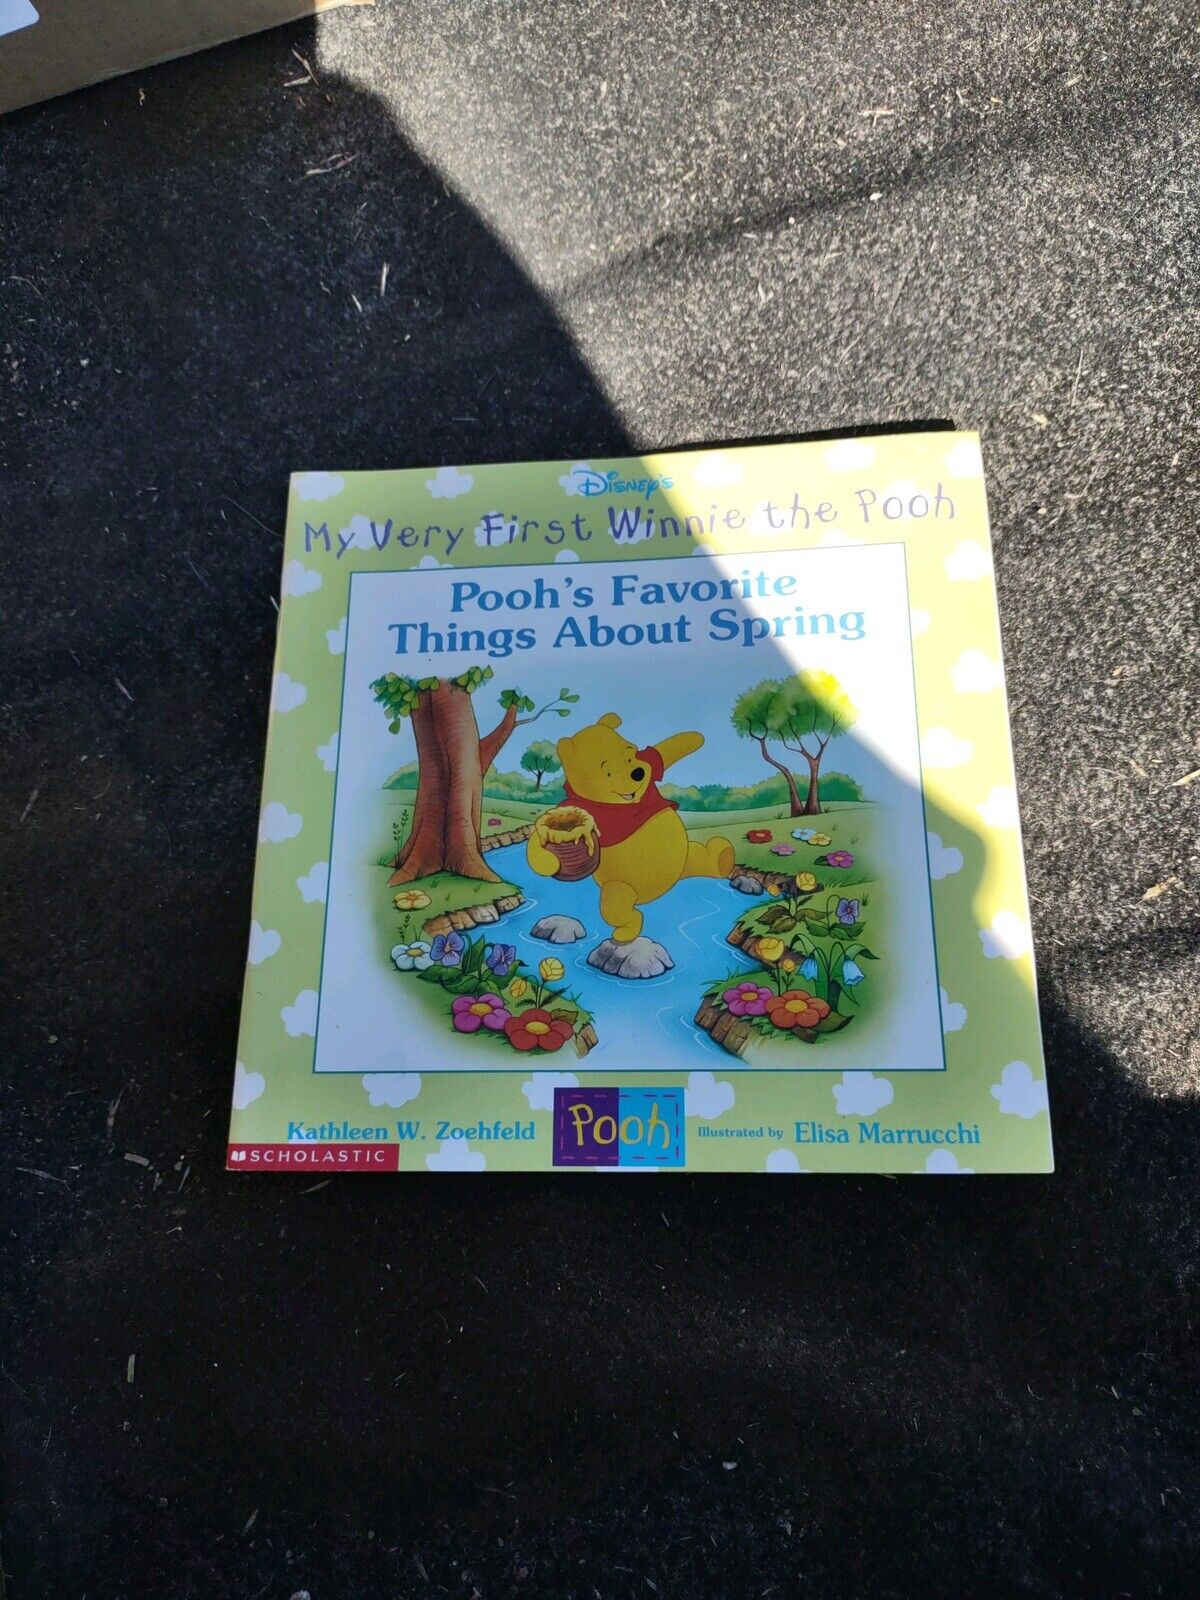 Disney's
My Very First Winnie the Pooh
Pooh's Favorite
Things About Spring
Kathleen W. Zoehfeld
Pooh
Illustrated by Elisa Marrucchi
SCHOLASTIC